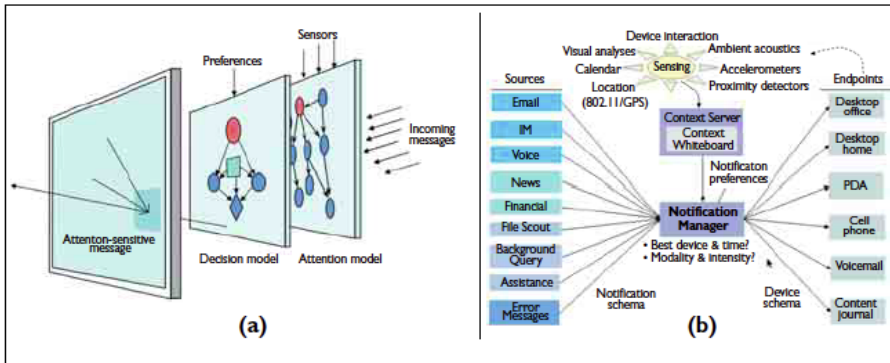 Sensors
Preferences
Incoming
messages
Attenton-sensitive
message
Decision model
Attention model
(a)
Device interaction
Visual analyses
Ambient acoustics
Calendar
Sensing
Accelerometers
Location
(802.11/GPS)
Proximity detectors
Sources
Endpoints
Email
IM
Voice
News
Financial
File Scout
Background
Query
Assistance
Error
Messages
Context Server
Context
Whiteboard
Notificaton
preferences
Notification
Manager
• Best device & time?
• Modality & intensity?
Notification
schema
Device
schema
Desktop
office
Desktop
home
PDA
Cell
phone
Voicemail
Content
journal
(b)